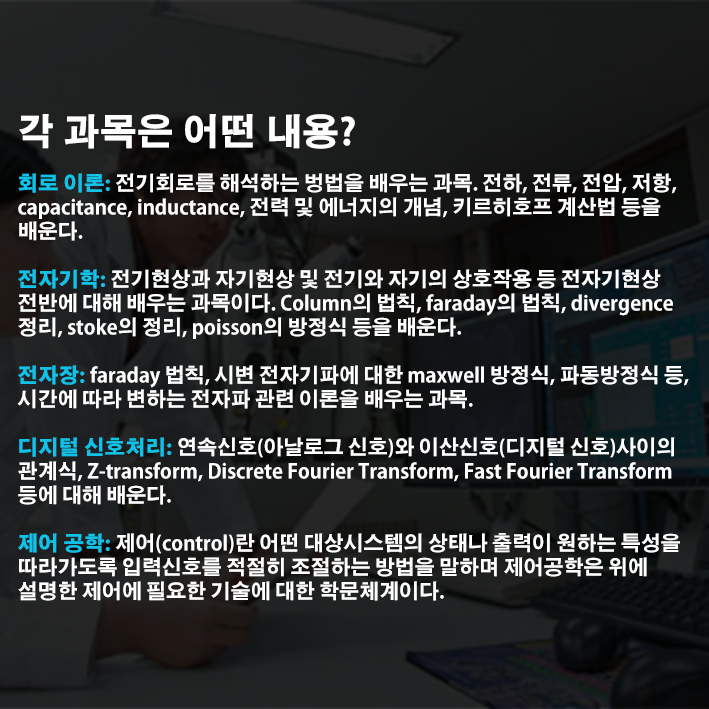 각 과목은 어떤 내용?
회로 이론: 전기회로를 해석하는 벙법을 배우는 과목. 전하, 전류, 전압, 저항,
capacitance, inductance, 전력 및 에너지의 개념, 키르히호프 계산법 등을
배운다.
전자기학: 전기현상과 자기현상 및 전기와 자기의 상호작용 등 전자기현상
전반에 대해 배우는 과목이다. Column의 법칙, faraday의 법칙, divergence
정리, stoke의 정리, poisson의 방정식 등을 배운다.
전자장: faraday 법칙, 시변 전자기파에 대한 maxwell 방정식, 파동방정식 등,
시간에 따라 변하는 전자파 관련 이론을 배우는 과목.
디지털 신호처리: 연속신호(아날로그 신호)와 이산신호(디지털 신호)사이의
관계식, Z-transform, Discrete Fourier Transform, Fast Fourier Transform
등에 대해 배운다.
제어 공학: 제어(control)란 어떤 대상시스템의 상태나 출력이 원하는 특성을
따라가도록 입력신호를 적절히 조절하는 방법을 말하며 제어공학은 위에
설명한 제어에 필요한 기술에 대한 학문체계이다.